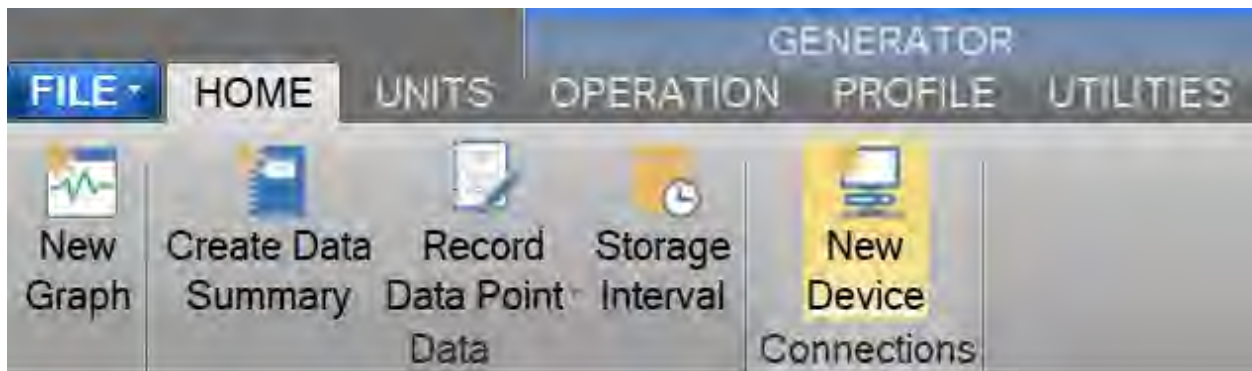 GENERATOR
FILE HOME UNITS OPERATION PROFILE UTILITIES
New Create Data Record Storage New
Graph Summary Data Point Interval Device
Data Connections